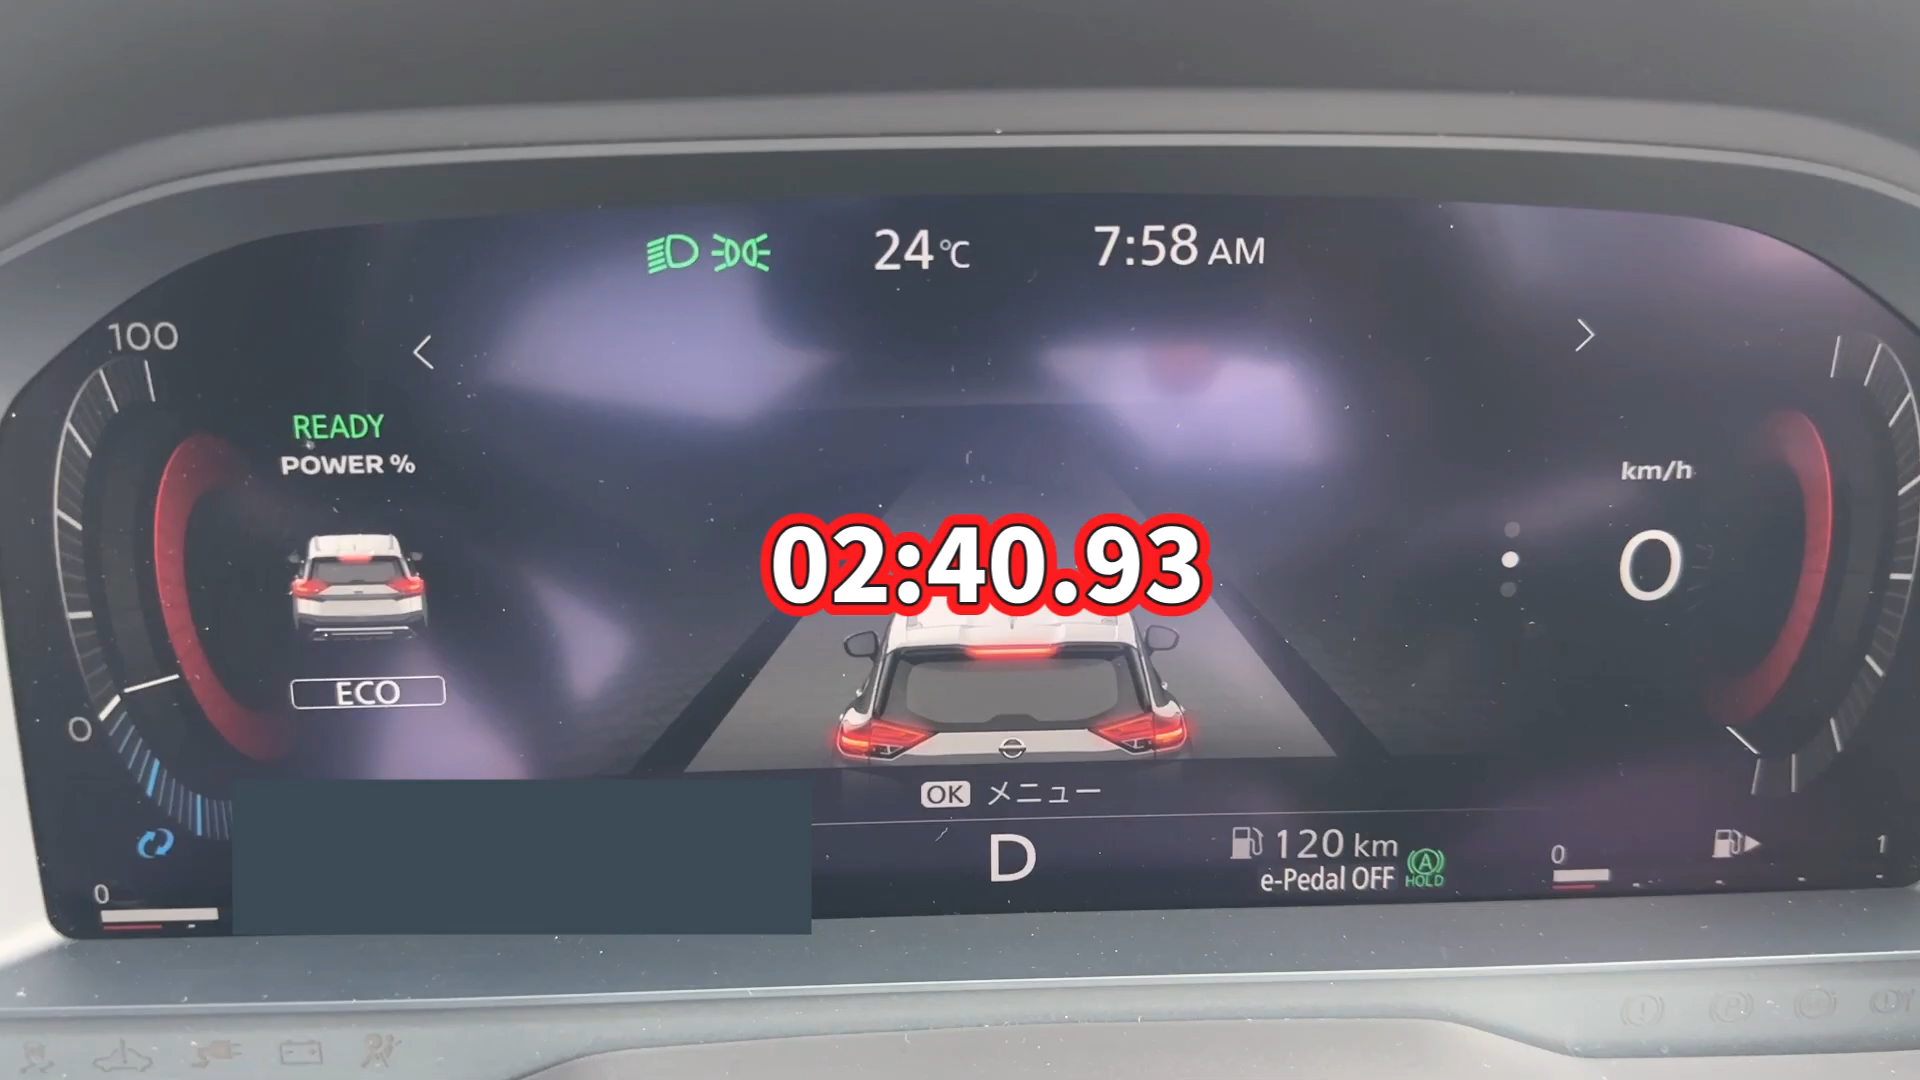 24℃ 7:58 AM
100
READY
POWER %
km/h
02:40.93
0
ECO
0
OK メニュー
D
120 km
e-Pedal OFF
A
HOLD
0
0
1